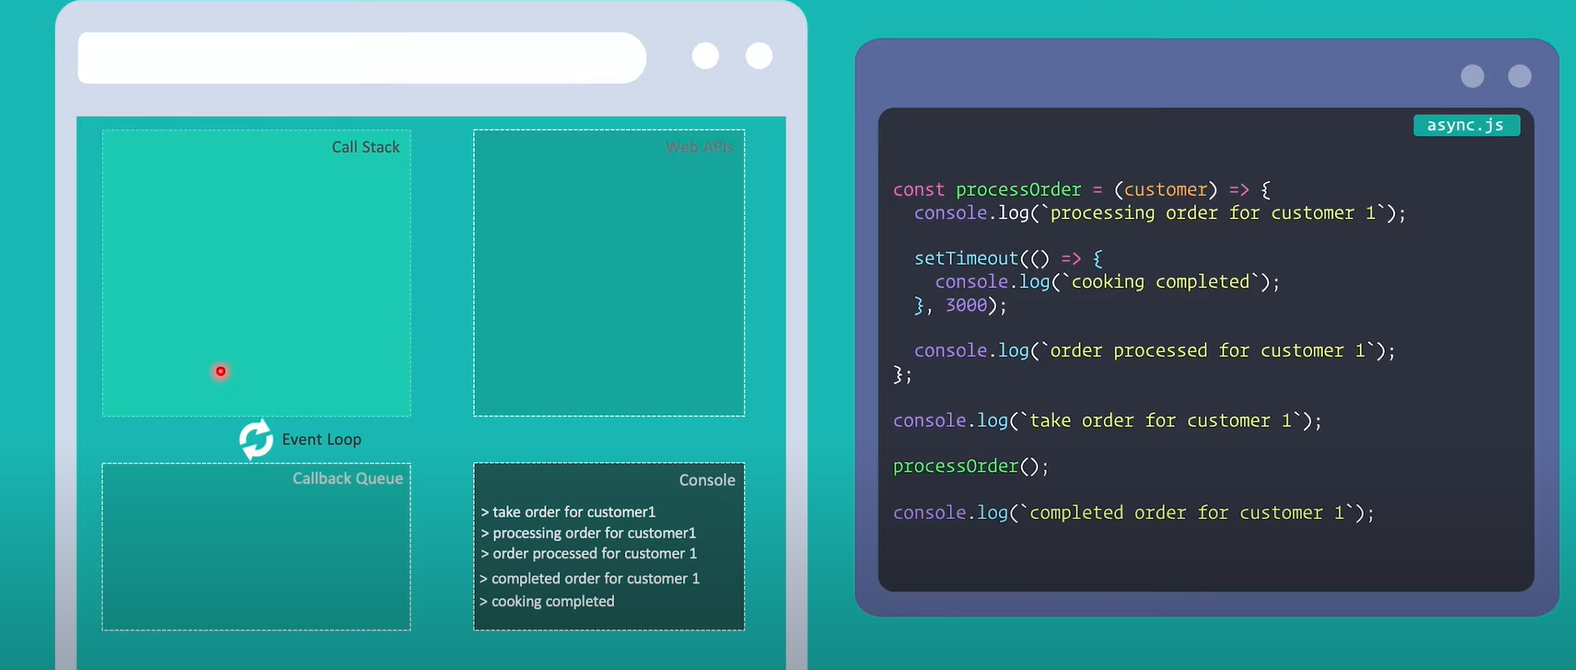 Call Stack
Web APIs
Event Loop
Callback Queue
Console
> take order for customer1
> processing order for customer1
> order processed for customer 1
> completed order for customer 1
> cooking completed
async.js
const processOrder = (customer) => {
  console.log(`processing order for customer 1`);
  setTimeout(() => {
    console.log(`cooking completed`);
  }, 3000);
  console.log(`order processed for customer 1`);
};
console.log(`take order for customer 1`);
processOrder();
console.log(`completed order for customer 1`);